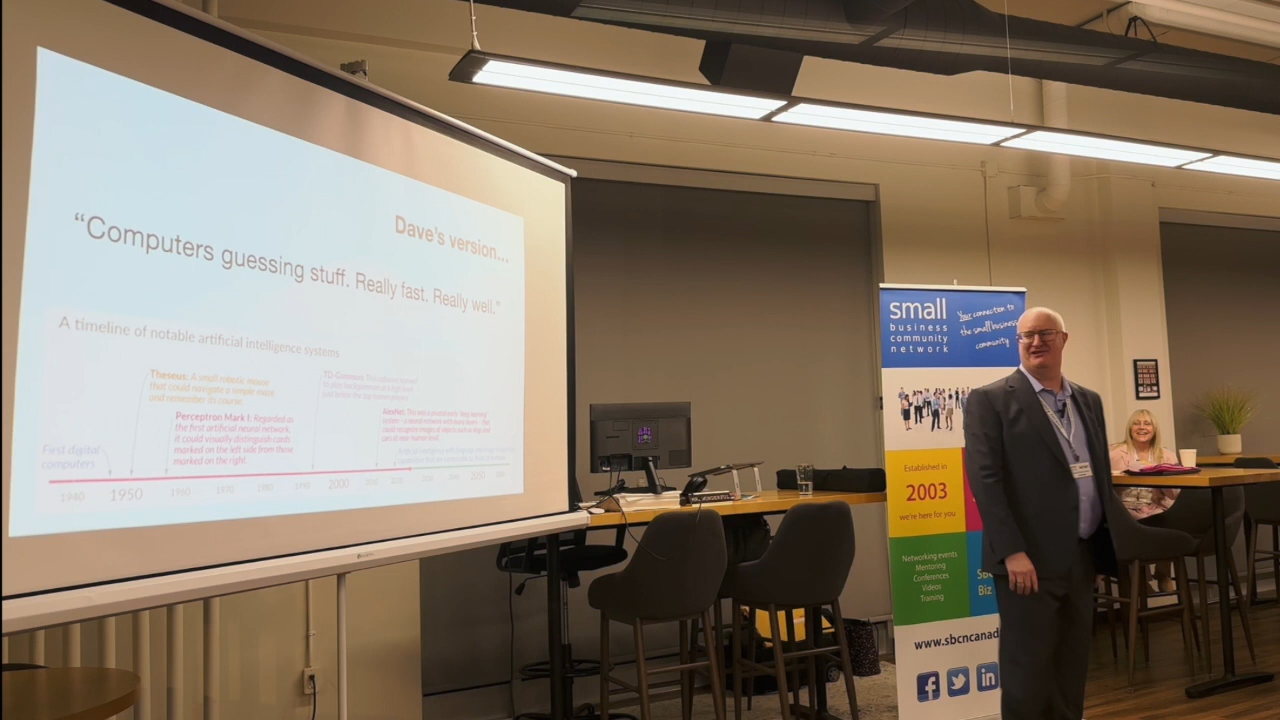 Dave's version...
“Computers guessing stuff. Really fast. Really well.”
A timeline of notable artificial intelligence systems
Theseus: A small robotic mouse
that could navigate a simple maze
and remember its course.
Perceptron Mark I: Regarded as
the first artificial neural network,
it could visually distinguish cards
marked on the left side from those
marked on the right.
First digital
computers
1940 1950 1960 1970 1980 1990 2000 2010 2020
small
business
community
network
Your connection to
the small business
community
Established in
2003
we're here for you
Networking events
Mentoring
Conferences
Videos
Training
Biz
www.sbcncanad